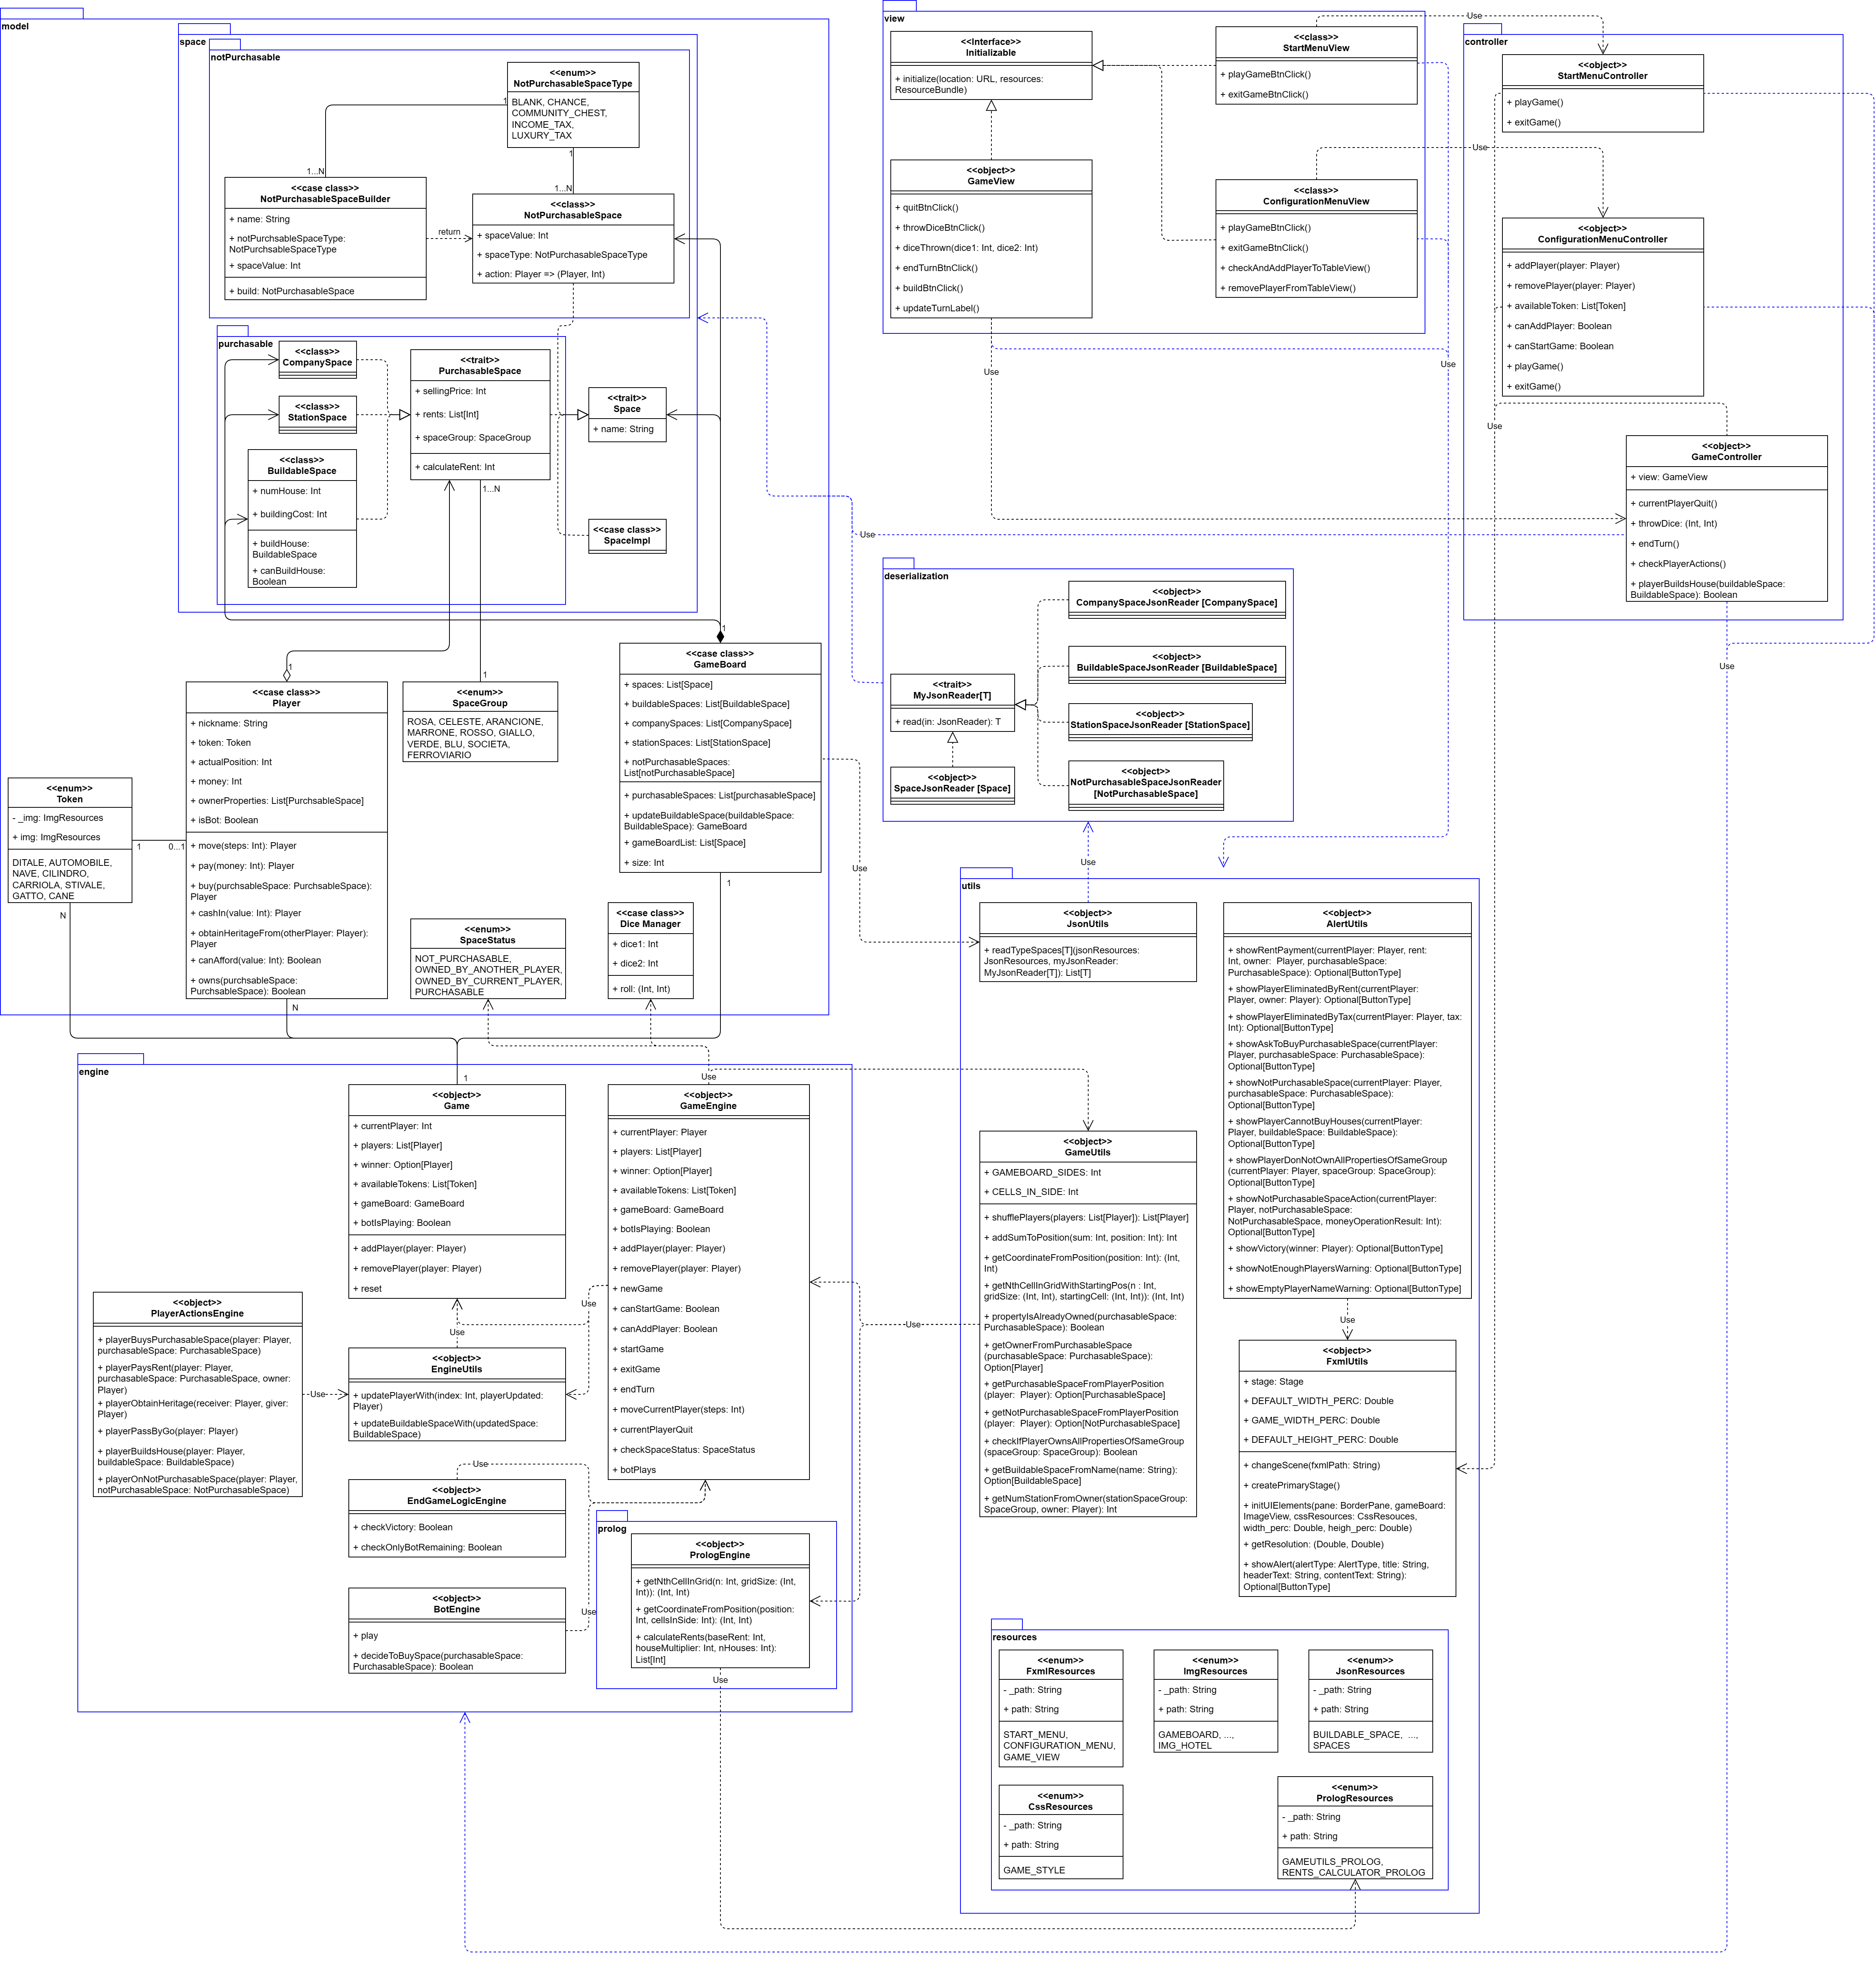 model
space
notPurchasable
<<enum>>
NotPurchasableSpaceType
BLANK, CHANCE,
COMMUNITY_CHEST,
INCOME_TAX,
LUXURY_TAX
1
1...N
1
1...N
<<case class>>
NotPurchasableSpaceBuilder
+ name: String
+ notPurchsableSpaceType:
NotPurchsableSpaceType
+ spaceValue: Int
+ build: NotPurchasableSpace
return
<<class>>
NotPurchasableSpace
+ spaceValue: Int
+ spaceType: NotPurchasableSpaceType
+ action: Player => (Player, Int)
purchasable
<<class>>
CompanySpace
<<class>>
StationSpace
<<class>>
BuildableSpace
+ numHouse: Int
+ buildingCost: Int
+ buildHouse:
BuildableSpace
+ canBuildHouse:
Boolean
<<trait>>
PurchasableSpace
+ sellingPrice: Int
+ rents: List[Int]
+ spaceGroup: SpaceGroup
+ calculateRent: Int
1...N
<<trait>>
Space
+ name: String
<<case class>>
SpaceImpl
1
1
1
<<case class>>
Player
+ nickname: String
+ token: Token
+ actualPosition: Int
+ money: Int
+ ownerProperties: List[PurchsableSpace]
+ isBot: Boolean
+ move(steps: Int): Player
+ pay(money: Int): Player
+ buy(purchsableSpace: PurchsableSpace):
Player
+ cashIn(value: Int): Player
+ obtainHeritageFrom(otherPlayer: Player):
Player
+ canAfford(value: Int): Boolean
+ owns(purchsableSpace:
PurchsableSpace): Boolean
N
<<enum>>
SpaceGroup
ROSA, CELESTE, ARANCIONE,
MARRONE, ROSSO, GIALLO,
VERDE, BLU, SOCIETA,
FERROVIARIO
<<case class>>
GameBoard
+ spaces: List[Space]
+ buildableSpaces: List[BuildableSpace]
+ companySpaces: List[CompanySpace]
+ stationSpaces: List[StationSpace]
+ notPurchasableSpaces:
List[notPurchasableSpace]
+ purchasableSpaces: List[purchasableSpace]
+ updateBuildableSpace(buildableSpace:
BuildableSpace): GameBoard
+ gameBoardList: List[Space]
+ size: Int
1
<<enum>>
Token
- _img: ImgResources
+ img: ImgResources
DITALE, AUTOMOBILE,
NAVE, CILINDRO,
CARRIOLA, STIVALE,
GATTO, CANE
1
0...1
N
<<enum>>
SpaceStatus
NOT_PURCHASABLE,
OWNED_BY_ANOTHER_PLAYER,
OWNED_BY_CURRENT_PLAYER,
PURCHASABLE
<<case class>>
Dice Manager
+ dice1: Int
+ dice2: Int
+ roll: (Int, Int)
view
<<Interface>>
Initializable
+ initialize(location: URL, resources:
ResourceBundle)
<<class>>
StartMenuView
+ playGameBtnClick()
+ exitGameBtnClick()
<<object>>
GameView
+ quitBtnClick()
+ throwDiceBtnClick()
+ diceThrown(dice1: Int, dice2: Int)
+ endTurnBtnClick()
+ buildBtnClick()
+ updateTurnLabel()
<<class>>
ConfigurationMenuView
+ playGameBtnClick()
+ exitGameBtnClick()
+ checkAndAddPlayerToTableView()
+ removePlayerFromTableView()
Use
Use
Use
Use
controller
<<object>>
StartMenuController
+ playGame()
+ exitGame()
<<object>>
ConfigurationMenuController
+ addPlayer(player: Player)
+ removePlayer(player: Player)
+ availableToken: List[Token]
+ canAddPlayer: Boolean
+ canStartGame: Boolean
+ playGame()
+ exitGame()
Use
<<object>>
GameController
+ view: GameView
+ currentPlayerQuit()
+ throwDice: (Int, Int)
+ endTurn()
+ checkPlayerActions()
+ playerBuildsHouse(buildableSpace:
BuildableSpace): Boolean
Use
Use
deserialization
<<object>>
CompanySpaceJsonReader [CompanySpace]
<<object>>
BuildableSpaceJsonReader [BuildableSpace]
<<trait>>
MyJsonReader[T]
+ read(in: JsonReader): T
<<object>>
StationSpaceJsonReader [StationSpace]
<<object>>
SpaceJsonReader [Space]
<<object>>
NotPurchasableSpaceJsonReader
[NotPurchasableSpace]
Use
Use
utils
<<object>>
JsonUtils
+ readTypeSpaces[T](jsonResources:
JsonResources, myJsonReader:
MyJsonReader[T]): List[T]
<<object>>
AlertUtils
+ showRentPayment(currentPlayer: Player, rent:
Int, owner:  Player, purchasableSpace:
PurchasableSpace): Optional[ButtonType]
+ showPlayerEliminatedByRent(currentPlayer:
Player, owner: Player): Optional[ButtonType]
+ showPlayerEliminatedByTax(currentPlayer: Player, tax:
Int): Optional[ButtonType]
+ showAskToBuyPurchasableSpace(currentPlayer:
Player, purchasableSpace: PurchasableSpace):
Optional[ButtonType]
+ showNotPurchasableSpace(currentPlayer: Player,
purchasableSpace: PurchasableSpace):
Optional[ButtonType]
+ showPlayerCannotBuyHouses(currentPlayer:
Player, buildableSpace: BuildableSpace):
Optional[ButtonType]
+ showPlayerDonNotOwnAllPropertiesOfSameGroup
(currentPlayer: Player, spaceGroup: SpaceGroup):
Optional[ButtonType]
+ showNotPurchasableSpaceAction(currentPlayer:
Player, notPurchasableSpace:
NotPurchasableSpace, moneyOperationResult: Int):
Optional[ButtonType]
+ showVictory(winner: Player): Optional[ButtonType]
+ showNotEnoughPlayersWarning: Optional[ButtonType]
+ showEmptyPlayerNameWarning: Optional[ButtonType]
Use
<<object>>
GameUtils
+ GAMEBOARD_SIDES: Int
+ CELLS_IN_SIDE: Int
+ shufflePlayers(players: List[Player]): List[Player]
+ addSumToPosition(sum: Int, position: Int): Int
+ getCoordinateFromPosition(position: Int): (Int,
Int)
+ getNthCellInGridWithStartingPos(n : Int,
gridSize: (Int, Int), startingCell: (Int, Int)): (Int, Int)
+ propertyIsAlreadyOwned(purchasableSpace:
PurchasableSpace): Boolean
+ getOwnerFromPurchasableSpace
(purchasableSpace: PurchasableSpace):
Option[Player]
+ getPurchasableSpaceFromPlayerPosition
(player:  Player): Option[PurchasableSpace]
+ getNotPurchasableSpaceFromPlayerPosition
(player:  Player): Option[NotPurchasableSpace]
+ checkIfPlayerOwnsAllPropertiesOfSameGroup
(spaceGroup: SpaceGroup): Boolean
+ getBuildableSpaceFromName(name: String):
Option[BuildableSpace]
+ getNumStationFromOwner(stationSpaceGroup:
SpaceGroup, owner: Player): Int
<<object>>
FxmlUtils
+ stage: Stage
+ DEFAULT_WIDTH_PERC: Double
+ GAME_WIDTH_PERC: Double
+ DEFAULT_HEIGHT_PERC: Double
+ changeScene(fxmlPath: String)
+ createPrimaryStage()
+ initUIElements(pane: BorderPane, gameBoard:
ImageView, cssResources: CssResouces,
width_perc: Double, heigh_perc: Double)
+ getResolution: (Double, Double)
+ showAlert(alertType: AlertType, title: String,
headerText: String, contentText: String):
Optional[ButtonType]
resources
<<enum>>
FxmlResources
- _path: String
+ path: String
START_MENU,
CONFIGURATION_MENU,
GAME_VIEW
<<enum>>
ImgResources
- _path: String
+ path: String
GAMEBOARD, ...,
IMG_HOTEL
<<enum>>
JsonResources
- _path: String
+ path: String
BUILDABLE_SPACE,  ...,
SPACES
<<enum>>
CssResources
- _path: String
+ path: String
GAME_STYLE
<<enum>>
PrologResources
- _path: String
+ path: String
GAMEUTILS_PROLOG,
RENTS_CALCULATOR_PROLOG
engine
1
<<object>>
Game
+ currentPlayer: Int
+ players: List[Player]
+ winner: Option[Player]
+ availableTokens: List[Token]
+ gameBoard: GameBoard
+ botIsPlaying: Boolean
+ addPlayer(player: Player)
+ removePlayer(player: Player)
+ reset
Use
<<object>>
GameEngine
+ currentPlayer: Player
+ players: List[Player]
+ winner: Option[Player]
+ availableTokens: List[Token]
+ gameBoard: GameBoard
+ botIsPlaying: Boolean
+ addPlayer(player: Player)
+ removePlayer(player: Player)
+ newGame
+ canStartGame: Boolean
+ canAddPlayer: Boolean
+ startGame
+ exitGame
+ endTurn
+ moveCurrentPlayer(steps: Int)
+ currentPlayerQuit
+ checkSpaceStatus: SpaceStatus
+ botPlays
Use
Use
Use
<<object>>
PlayerActionsEngine
+ playerBuysPurchasableSpace(player: Player,
purchasableSpace: PurchasableSpace)
+ playerPaysRent(player: Player,
purchasableSpace: PurchasableSpace, owner:
Player)
+ playerObtainHeritage(receiver: Player, giver:
Player)
+ playerPassByGo(player: Player)
+ playerBuildsHouse(player: Player,
buildableSpace: BuildableSpace)
+ playerOnNotPurchasableSpace(player: Player,
notPurchasableSpace: NotPurchasableSpace)
Use
<<object>>
EngineUtils
+ updatePlayerWith(index: Int, playerUpdated:
Player)
+ updateBuildableSpaceWith(updatedSpace:
BuildableSpace)
Use
<<object>>
EndGameLogicEngine
+ checkVictory: Boolean
+ checkOnlyBotRemaining: Boolean
<<object>>
BotEngine
+ play
+ decideToBuySpace(purchasableSpace:
PurchasableSpace): Boolean
Use
prolog
<<object>>
PrologEngine
+ getNthCellInGrid(n: Int, gridSize: (Int,
Int)): (Int, Int)
+ getCoordinateFromPosition(position:
Int, cellsInSide: Int): (Int, Int)
+ calculateRents(baseRent: Int,
houseMultiplier: Int, nHouses: Int):
List[Int]
Use